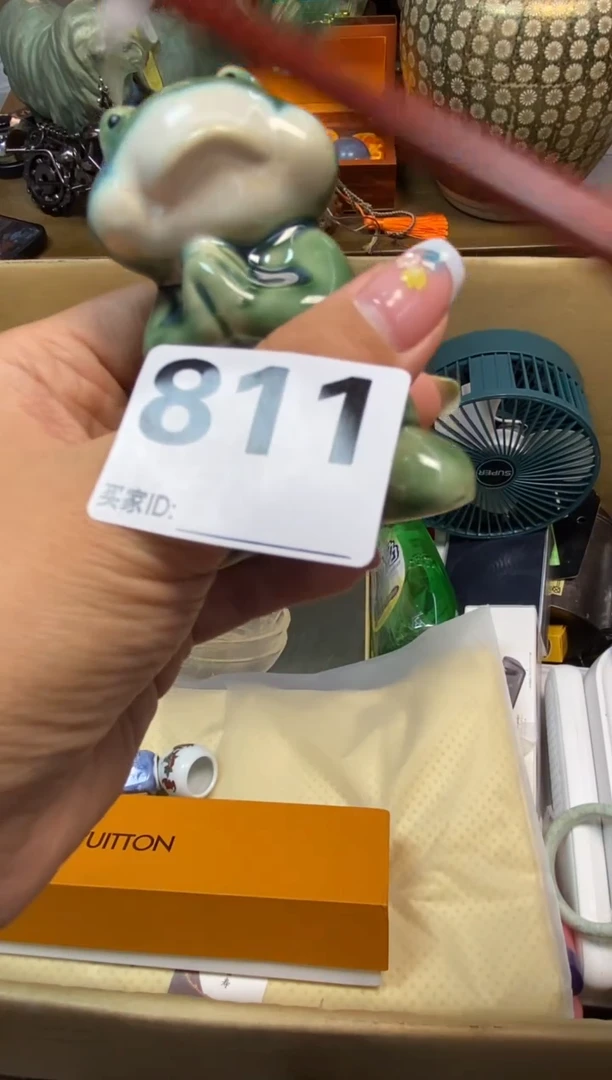 811
买家ID:
SUPER
UITTON